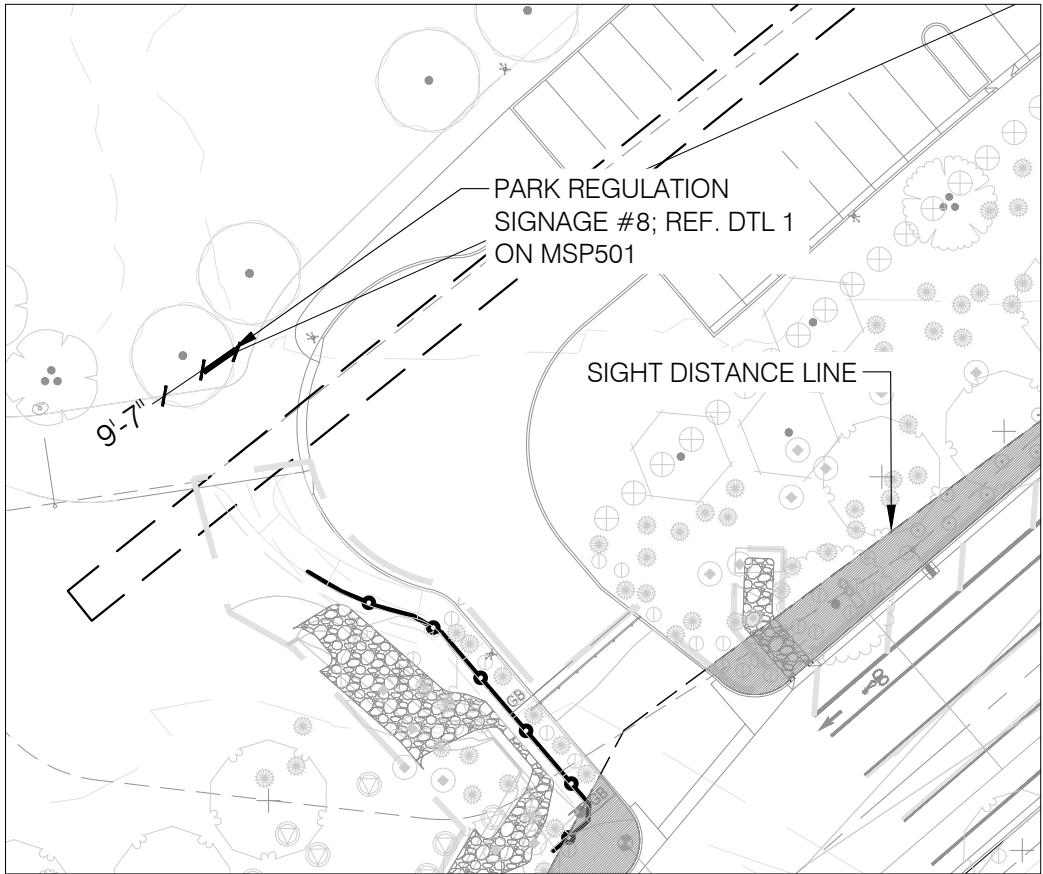 PARK REGULATION
SIGNAGE #8; REF. DTL 1
ON MSP501
SIGHT DISTANCE LINE
9'-7"
GB
GB